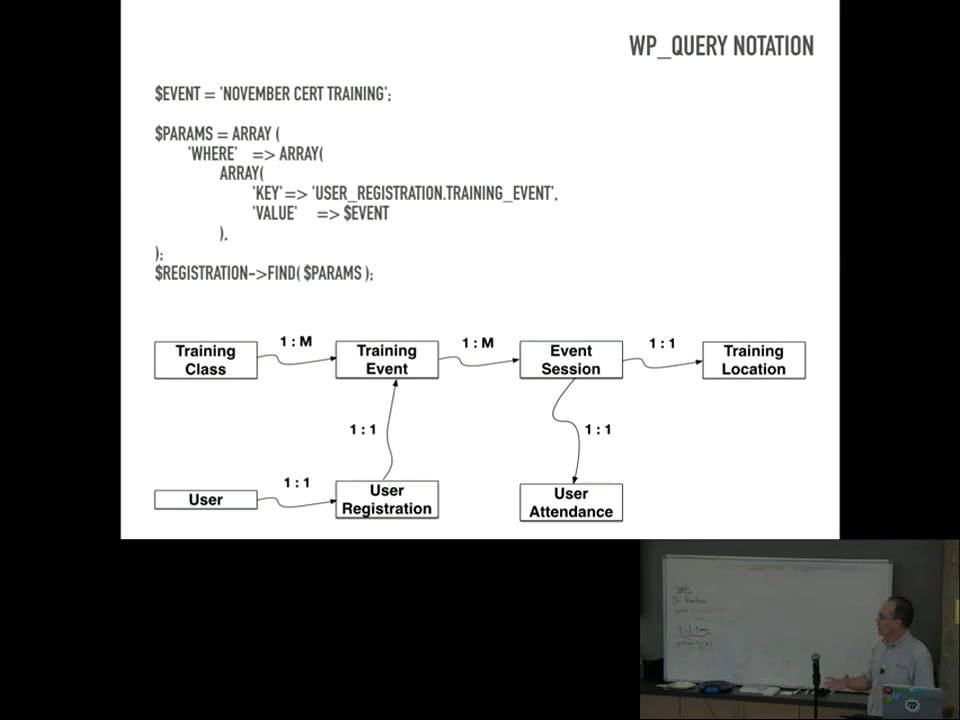 WP_QUERY NOTATION
$EVENT = 'NOVEMBER CERT TRAINING';
$PARAMS = ARRAY (
'WHERE' => ARRAY(
ARRAY(
'KEY' => 'USER_REGISTRATION.TRAINING_EVENT',
'VALUE' => $EVENT
),
);
$REGISTRATION->FIND( $PARAMS );
1 : M
1 : M
1 : 1
Training
Class
Training
Event
Event
Session
Training
Location
1 : 1
1 : 1
1 : 1
User
User
Registration
User
Attendance